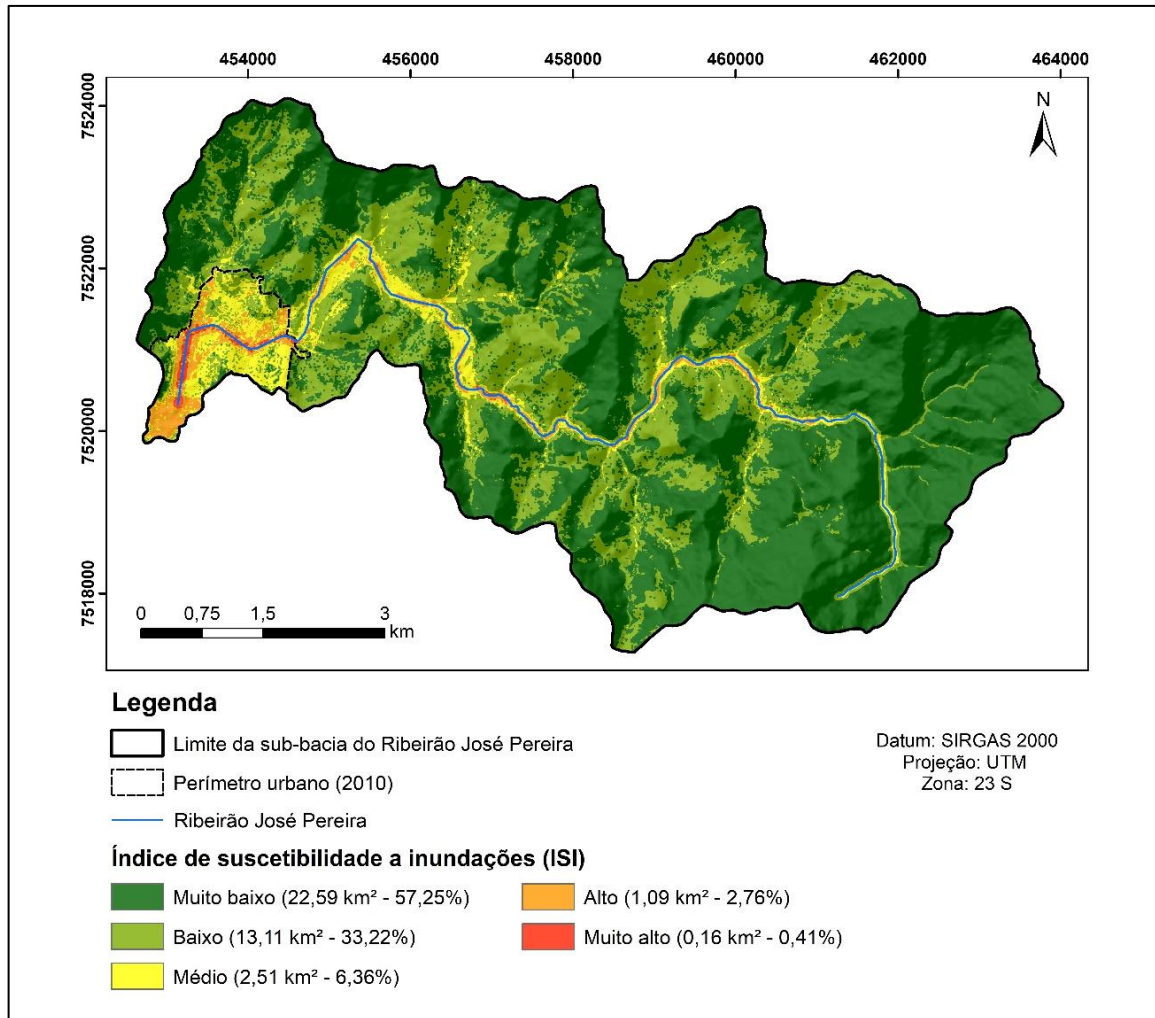 454000 456000 458000 460000 462000 464000
7524000
7522000
7520000
7518000
N
0 0,75 1,5 3
km
Legenda
Limite da sub-bacia do Ribeirão José Pereira
Perímetro urbano (2010)
Ribeirão José Pereira
Datum: SIRGAS 2000
Projeção: UTM
Zona: 23 S
Índice de suscetibilidade a inundações (ISI)
Muito baixo (22,59 km² - 57,25%)
Baixo (13,11 km² - 33,22%)
Médio (2,51 km² - 6,36%)
Alto (1,09 km² - 2,76%)
Muito alto (0,16 km² - 0,41%)